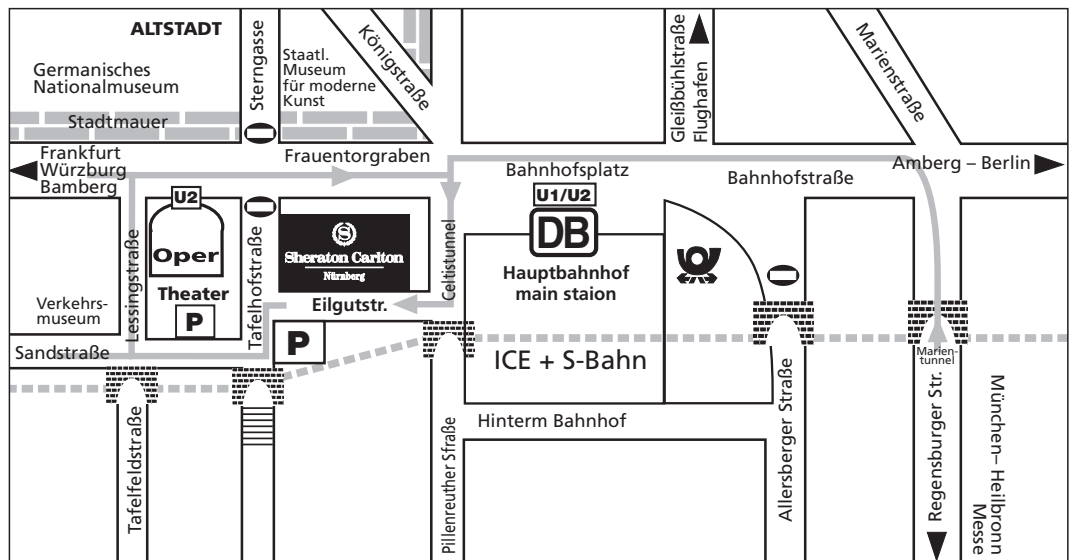 ALTSTADT
Germanisches
Nationalmuseum
Stadtmauer
Sterngasse
Staatl.
Museum
für moderne
Kunst
Königstraße
Gleißbühlstraße
Flughafen
Marienstraße
Frankfurt
Würzburg
Bamberg
Frauentorgraben
Bahnhofsplatz
Bahnhofstraße
Amberg – Berlin
U2
Oper
Theater
P
Lessingstraße
Tafelhofstraße
S
Sheraton Carlton
Nürnberg
Eilgutstr.
Celtistunnel
U1/U2
DB
Hauptbahnhof
main staion
Verkehrs-
museum
Sandstraße
P
ICE + S-Bahn
Marien-
tunnel
Hinterm Bahnhof
Tafelfeldstraße
Pillenreuther Sfraße
Allersberger Straße
Regensburger Str.
München– Heilbronn
Messe